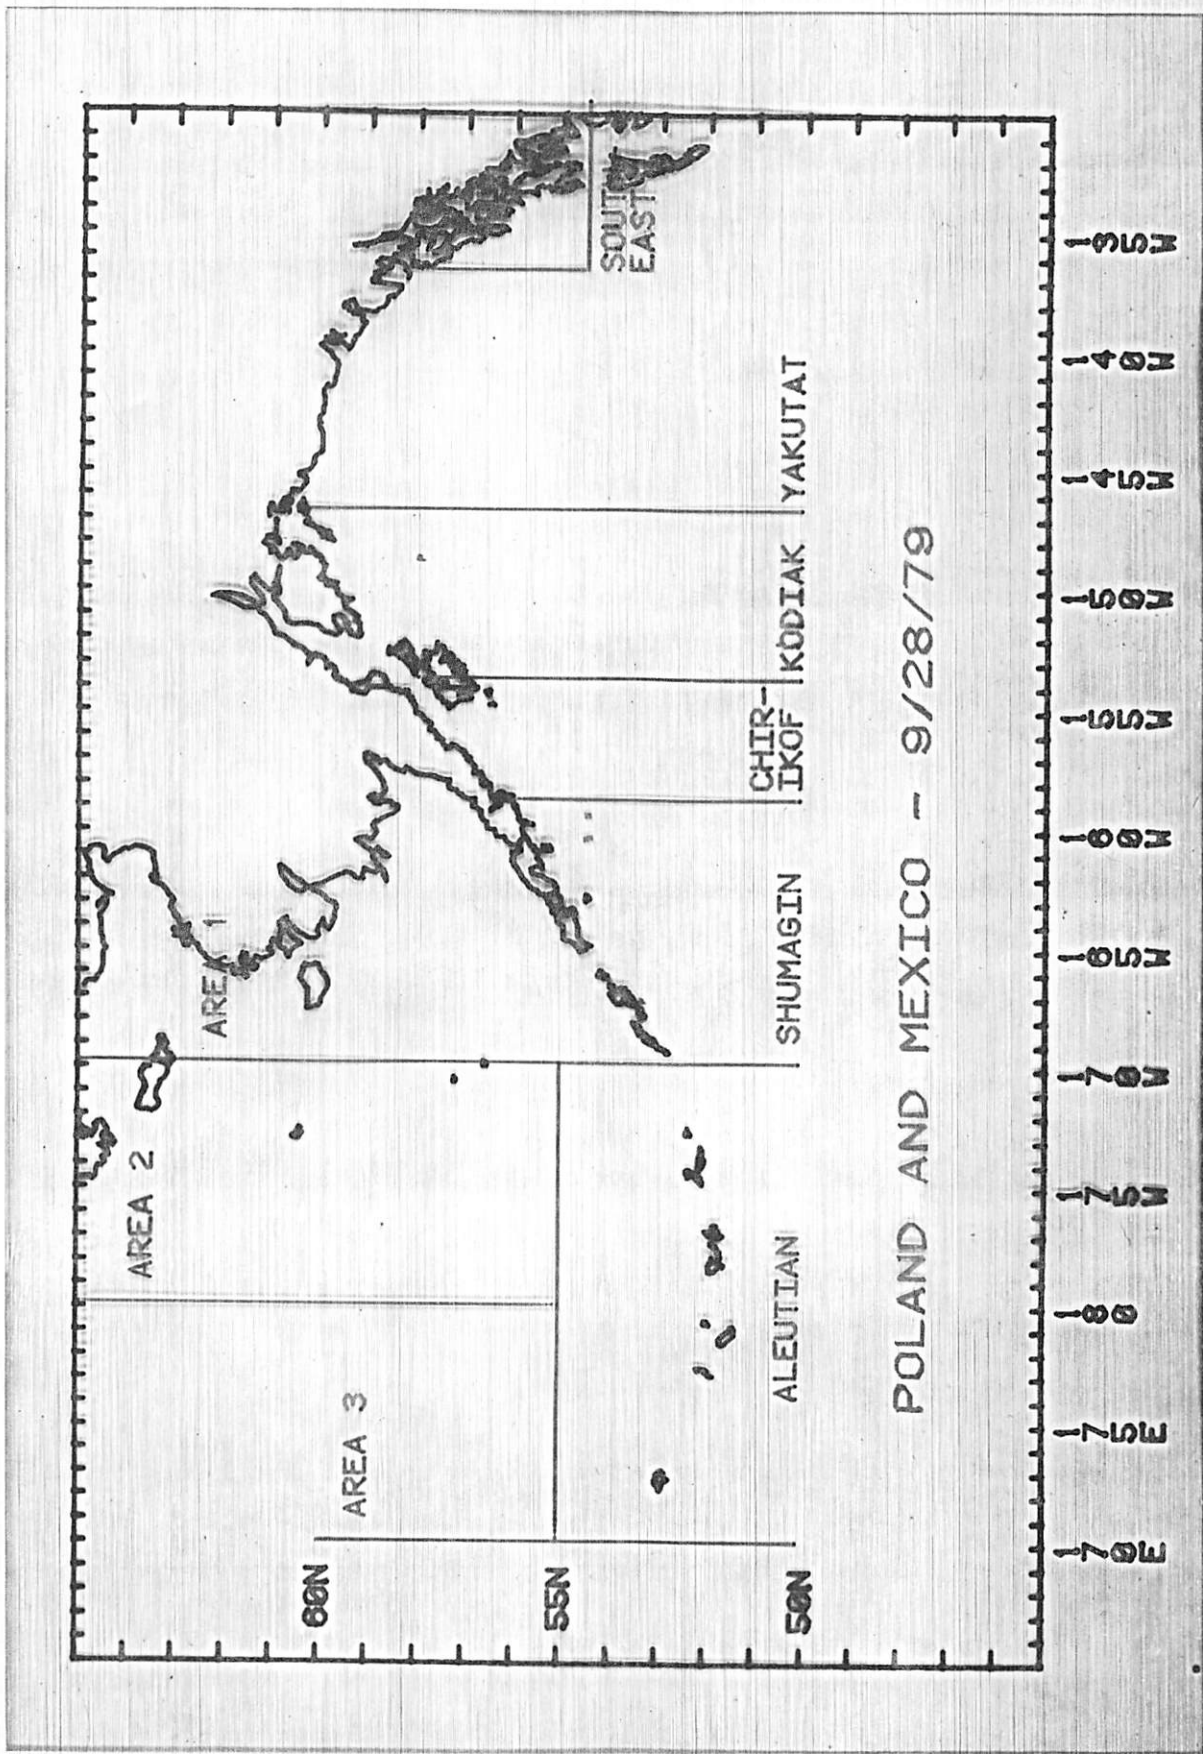 AREA 1
AREA 2
AREA 3
60N
55N
50N
SOUTH
EAST
YAKUTAT
KODIAK
CHIR-
IKOF
SHUMAGIN
ALEUTIAN
POLAND AND MEXICO - 9/28/79
170E
175E
180
175W
170W
165W
160W
155W
150W
145W
140W
135W